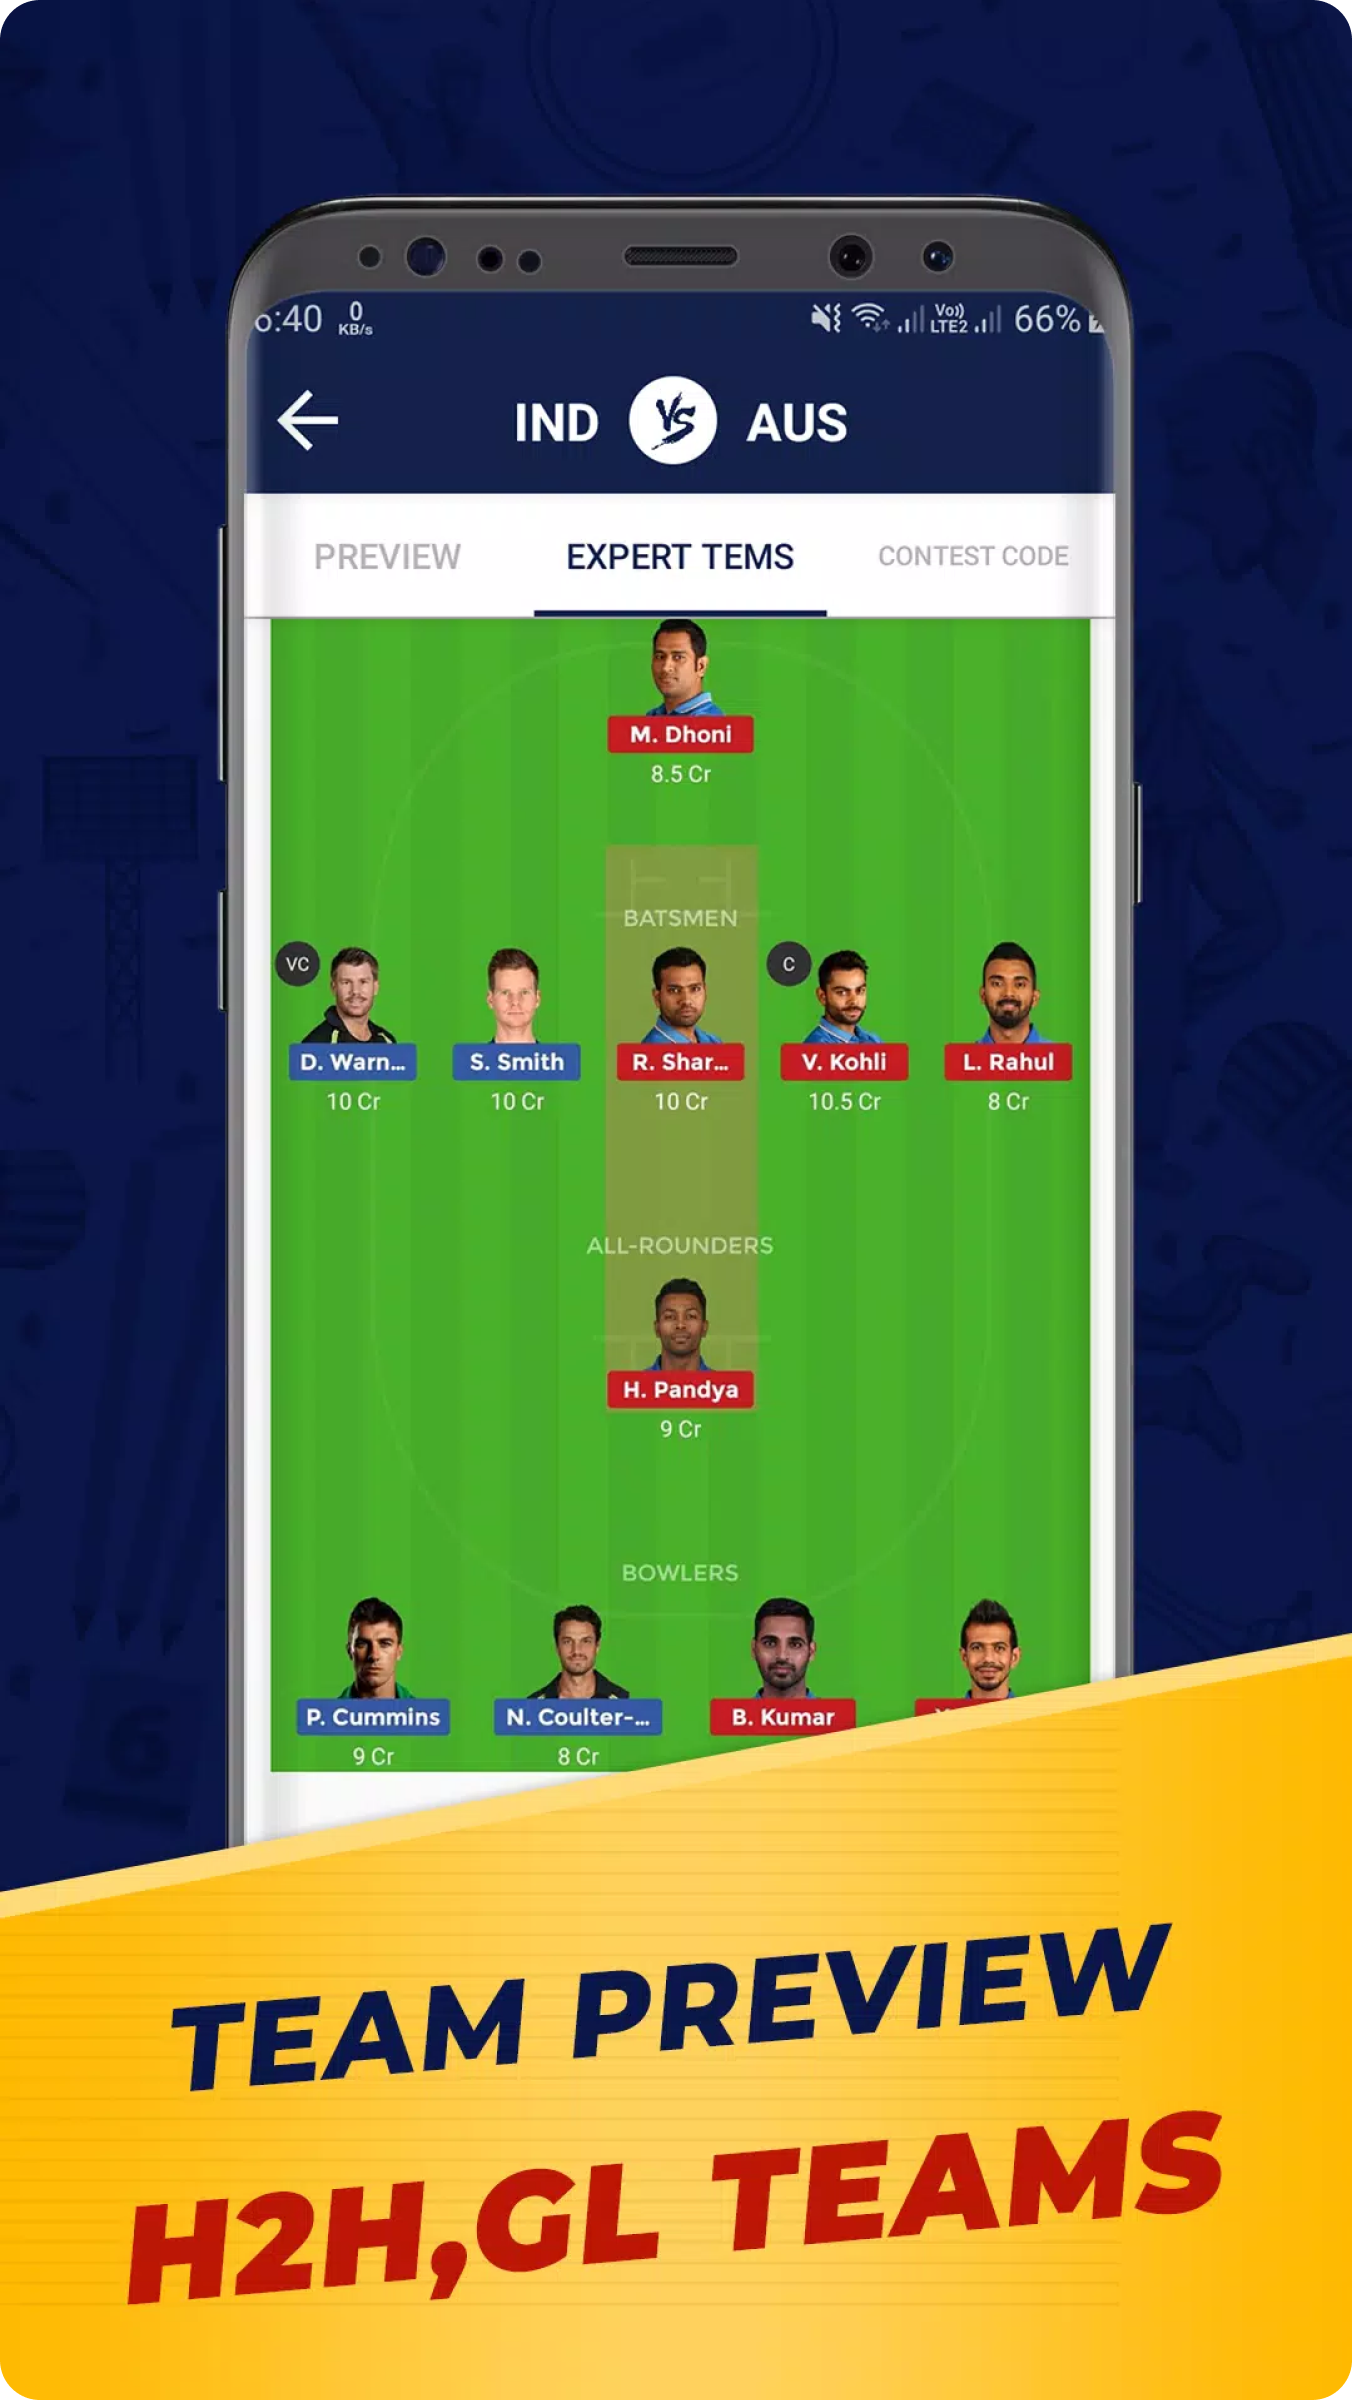 6:40 0 KB/s Vo)) LTE2 66%
IND VS AUS
PREVIEW EXPERT TEMS CONTEST CODE
M. Dhoni
8.5 Cr
BATSMEN
VC C
D. Warn... S. Smith R. Shar... V. Kohli L. Rahul
10 Cr 10 Cr 10 Cr 10.5 Cr 8 Cr
ALL-ROUNDERS
H. Pandya
9 Cr
BOWLERS
P. Cummins N. Coulter-... B. Kumar
9 Cr 8 Cr
TEAM PREVIEW
H2H,GL TEAMS